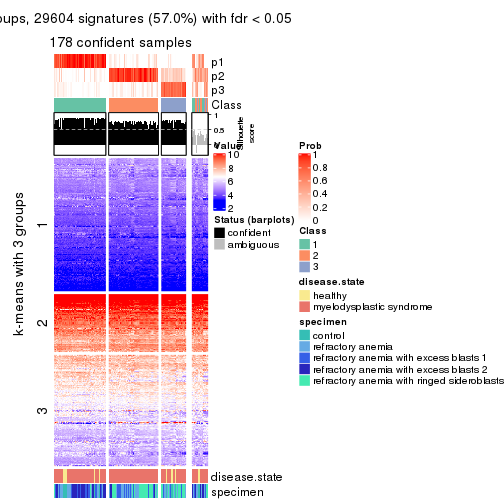 oups, 29604 signatures (57.0%) with fdr < 0.05
178 confident samples
p1
p2
p3
Class
1
0.5
0
Silhouette
score
k-means with 3 groups
1
2
3
disease.state
specimen
Value
10
8
6
4
2
Status (barplots)
confident
ambiguous
Prob
1
0.8
0.6
0.4
0.2
0
Class
1
2
3
disease.state
healthy
myelodysplastic syndrome
specimen
control
refractory anemia
refractory anemia with excess blasts 1
refractory anemia with excess blasts 2
refractory anemia with ringed sideroblasts